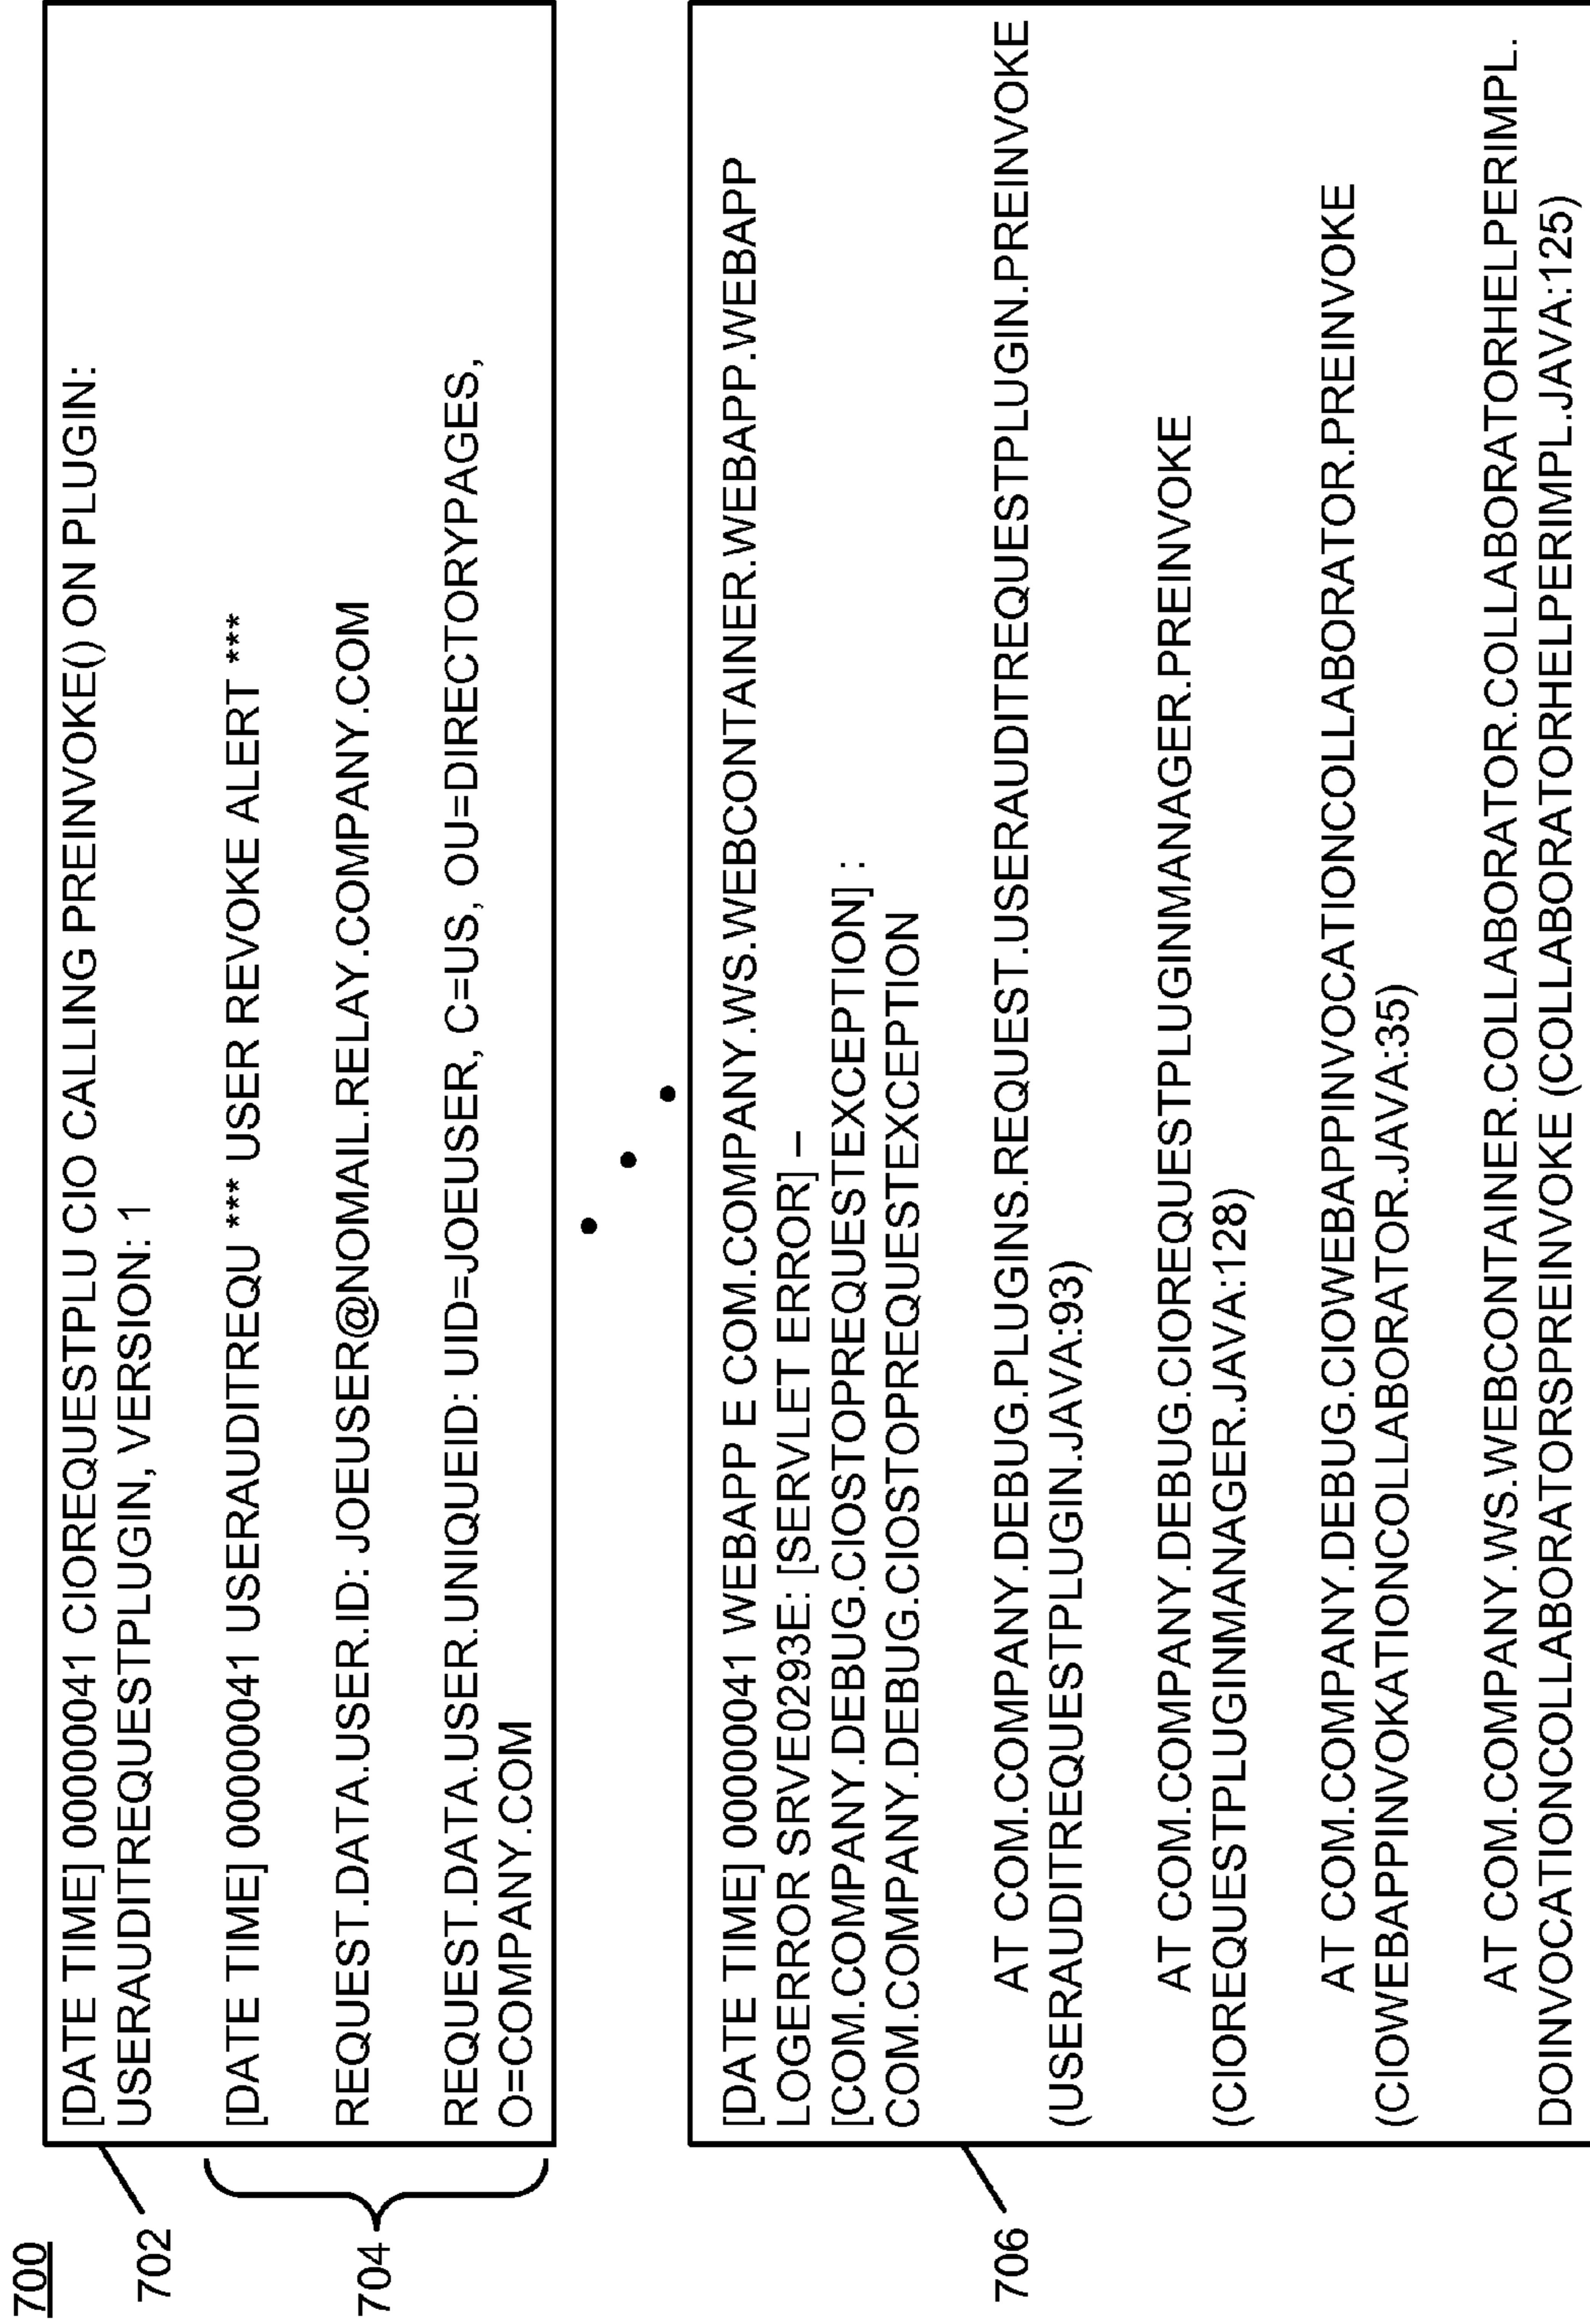 700
702
[DATE TIME] 00000041 CIOREQUESTPLU CIO CALLING PREINVOKE() ON PLUGIN:
USERAUDITREQUESTPLUGIN, VERSION: 1
704
[DATE TIME] 00000041 USERAUDITREQU *** USER REVOKE ALERT ***
REQUEST.DATA.USER.ID: JOEUSER@NOMAIL.RELAY.COMPANY.COM
REQUEST.DATA.USER.UNIQUEID: UID=JOEUSER, C=US, OU=DIRECTORYPAGES,
O=COMPANY.COM
706
[DATE TIME] 00000041 WEBAPP E COM.COMPANY.WS.WEBCONTAINER.WEBAPP.WEBAPP
LOGERROR SRVE0293E: [SERVLET ERROR] –
[COM.COMPANY.DEBUG.CIOSTOPREQUESTEXCEPTION] :
COM.COMPANY.DEBUG.CIOSTOPREQUESTEXCEPTION
AT COM.COMPANY.DEBUG.PLUGINS.REQUEST.USERAUDITREQUESTPLUGIN.PREINVOKE
(USERAUDITREQUESTPLUGIN.JAVA:93)
AT COM.COMPANY.DEBUG.CIOREQUESTPLUGINMANAGER.PREINVOKE
(CIOREQUESTPLUGINMANAGER.JAVA:128)
AT COM.COMPANY.DEBUG.CIOWEBAPPINVOCATIONCOLLABORATOR.PREINVOKE
(CIOWEBAPPINVOKATIONCOLLABORATOR.JAVA:35)
AT COM.COMPANY.WS.WEBCONTAINER.COLLABORATOR.COLLABORATORHELPERIMPL.
DOINVOCATIONCOLLABORATORSPREINVOKE (COLLABORATORHELPERIMPL.JAVA:125)